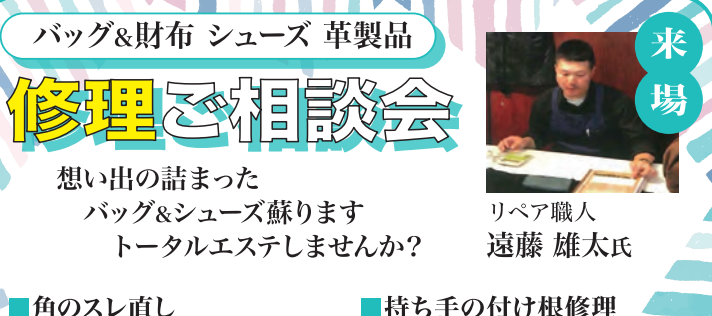 バッグ&財布 シューズ 革製品
修理ご相談会
来場
想い出の詰まった
バッグ&シューズ蘇ります
トータルエステしませんか?
リペア職人
遠藤 雄太氏
■角のスレ直し
■持ち手の付け根修理